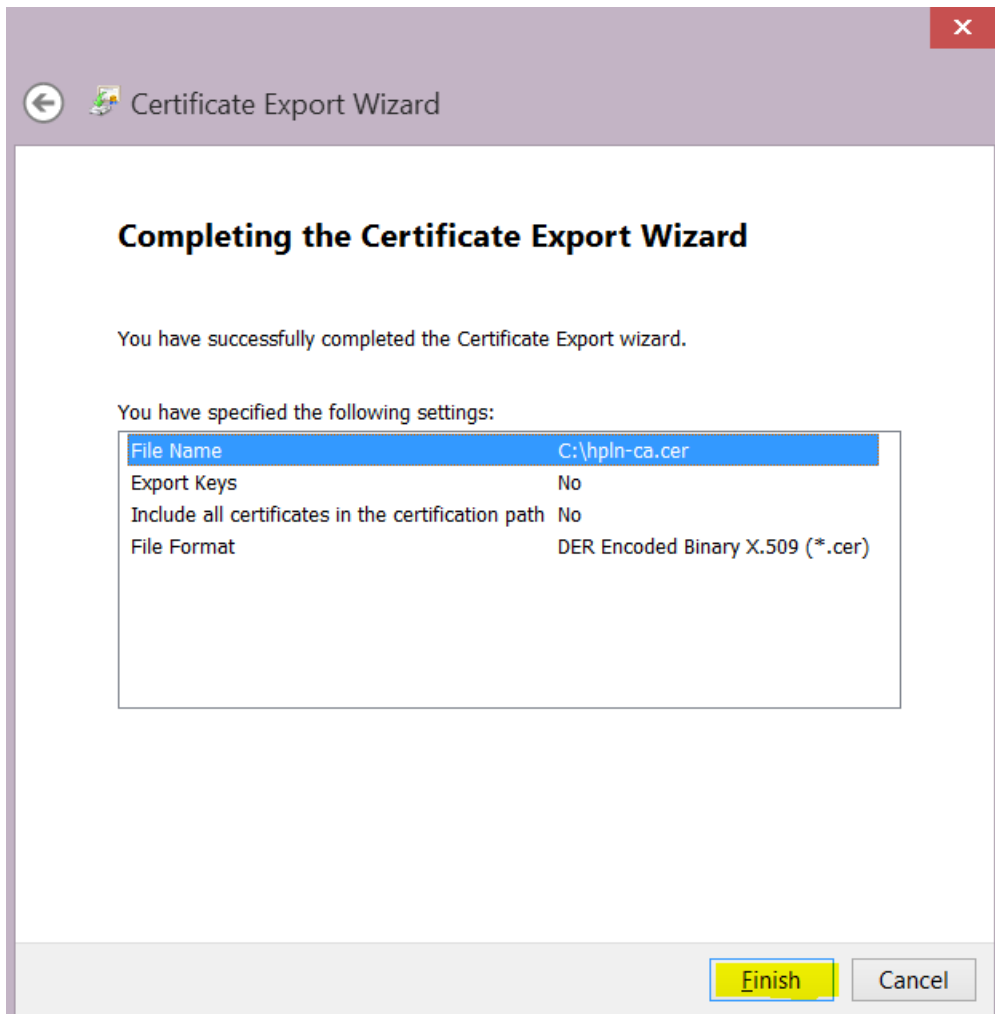 Certificate Export Wizard
Completing the Certificate Export Wizard
You have successfully completed the Certificate Export wizard.
You have specified the following settings:
File Name C:\hpln-ca.cer
Export Keys No
Include all certificates in the certification path No
File Format DER Encoded Binary X.509 (*.cer)
Finish Cancel